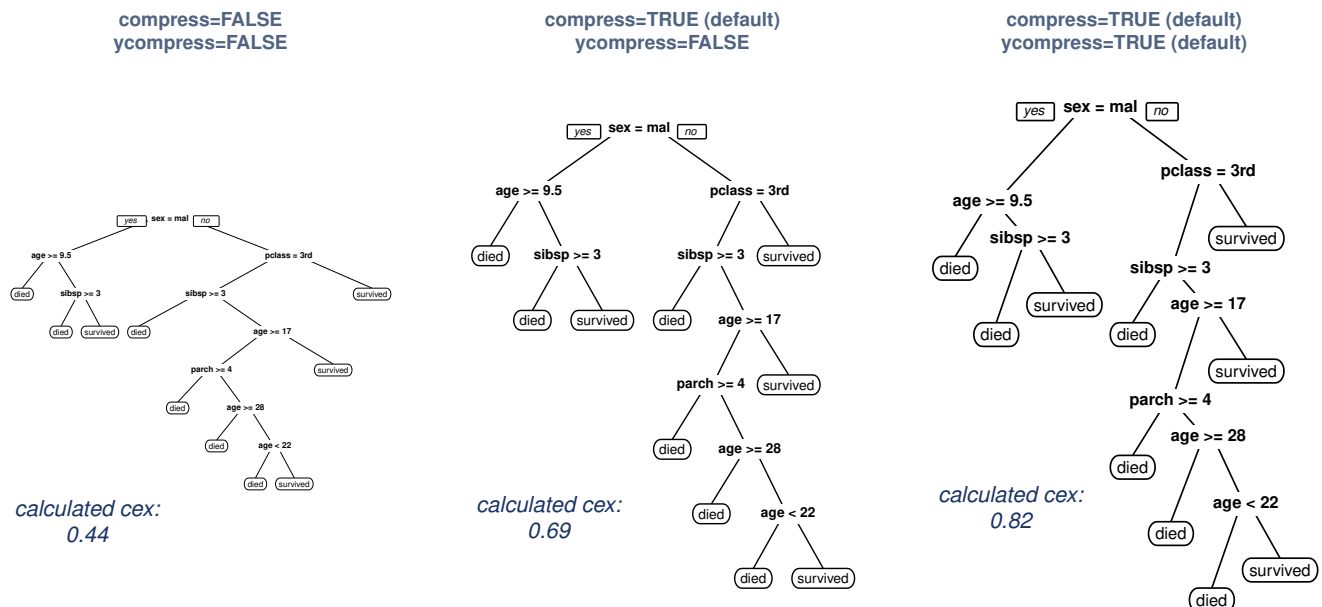 compress=FALSE
ycompress=FALSE
yes
sex = mal
no
age >= 9.5
pclass = 3rd
died
sibsp >= 3
sibsp >= 3
survived
died
survived
died
age >= 17
parch >= 4
survived
died
age >= 28
died
age < 22
died
survived
calculated cex:
0.44
compress=TRUE (default)
ycompress=FALSE
yes
sex = mal
no
age >= 9.5
pclass = 3rd
died
sibsp >= 3
sibsp >= 3
survived
died
survived
died
age >= 17
parch >= 4
survived
died
age >= 28
died
age < 22
died
survived
calculated cex:
0.69
compress=TRUE (default)
ycompress=TRUE (default)
yes
sex = mal
no
pclass = 3rd
age >= 9.5
sibsp >= 3
survived
died
sibsp >= 3
survived
age >= 17
died
died
survived
parch >= 4
age >= 28
died
calculated cex:
0.82
age < 22
died
survived
died